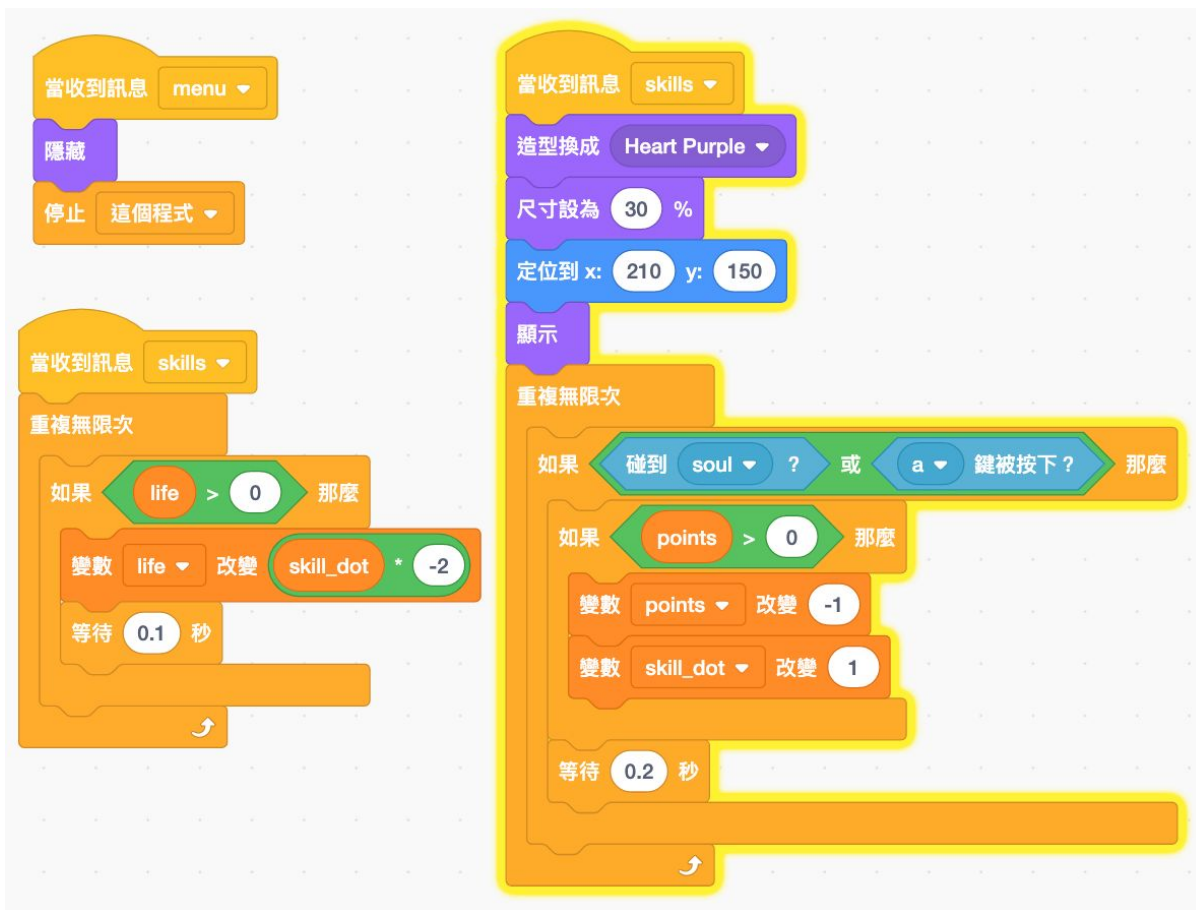 當收到訊息 menu
隱藏
停止 這個程式
當收到訊息 skills
重複無限次
如果 life > 0 那麼
變數 life 改變 skill_dot * -2
等待 0.1 秒
當收到訊息 skills
造型換成 Heart Purple
尺寸設為 30 %
定位到 x: 210 y: 150
顯示
重複無限次
如果 碰到 soul ? 或 a 鍵被按下? 那麼
如果 points > 0 那麼
變數 points 改變 -1
變數 skill_dot 改變 1
等待 0.2 秒